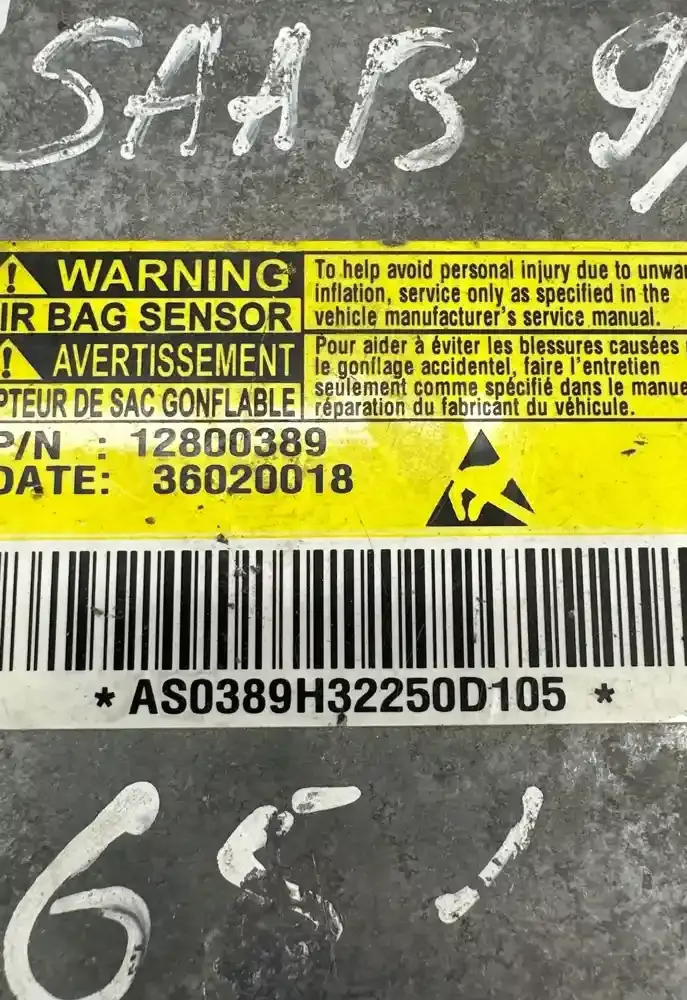 SAAB 9/
WARNING
IR BAG SENSOR
To help avoid personal injury due to unwar
inflation, service only as specified in the
vehicle manufacturer's service manual.
AVERTISSEMENT
PTEUR DE SAC GONFLABLE
Pour aider à éviter les blessures causées
le gonflage accidentel, faire l'entretien
seulement comme spécifié dans le manue
réparation du fabricant du véhicule.
P/N : 12800389
DATE: 36020018
* AS0389H32250D105 *
65